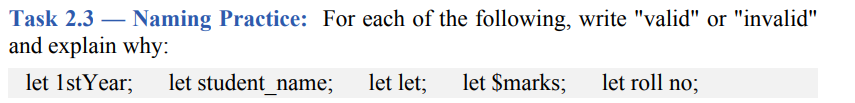 Task 2.3 — Naming Practice: For each of the following, write "valid" or "invalid"
and explain why:
let 1stYear; let student_name; let let; let $marks; let roll no;